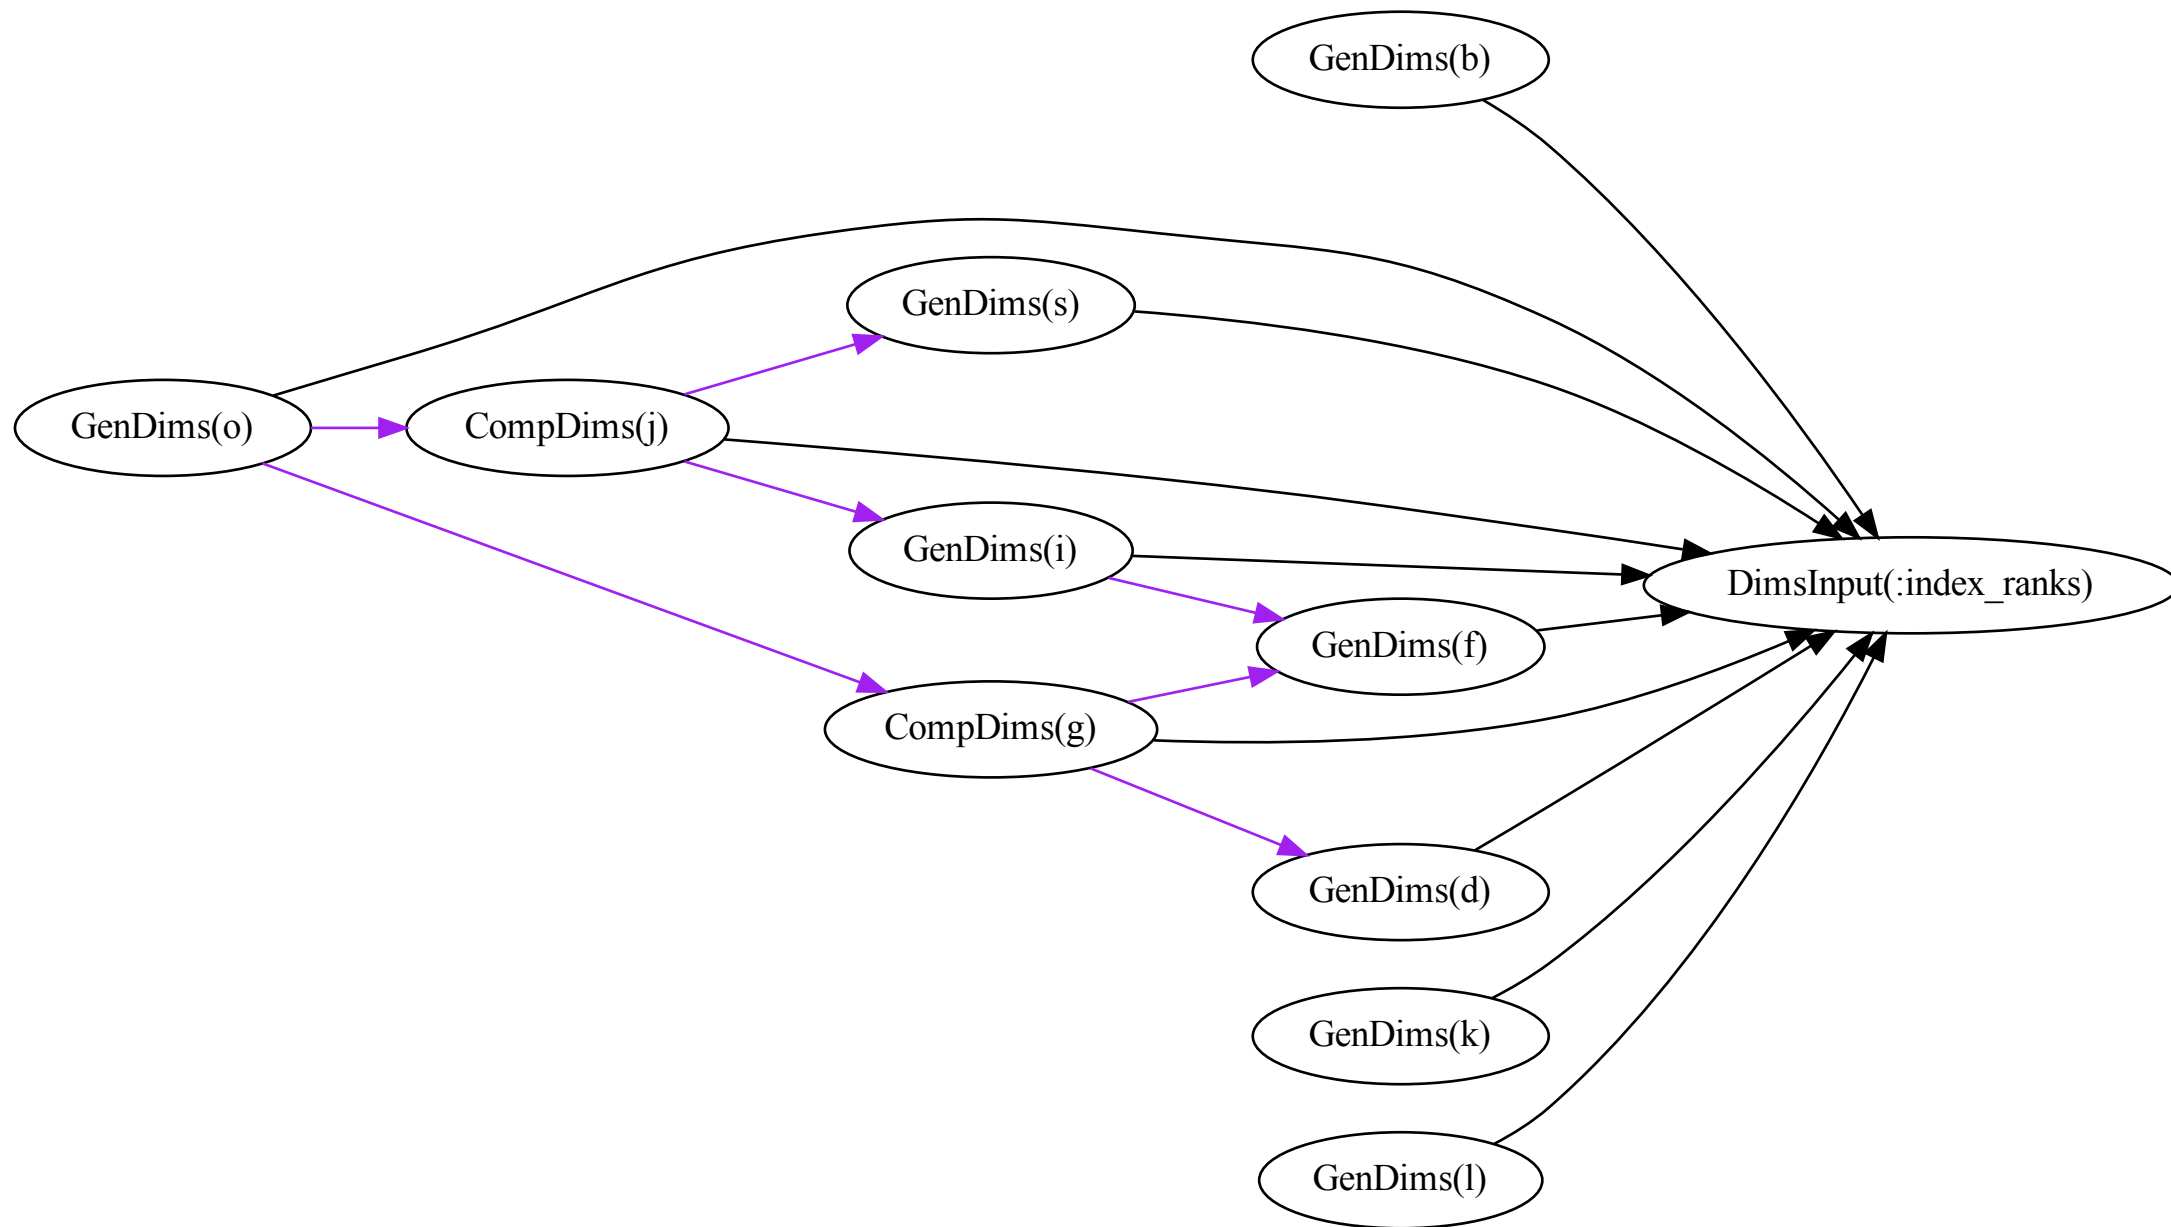 GenDims(b)
GenDims(s)
GenDims(o)
CompDims(j)
GenDims(i)
DimsInput(:index_ranks)
GenDims(f)
CompDims(g)
GenDims(d)
GenDims(k)
GenDims(l)